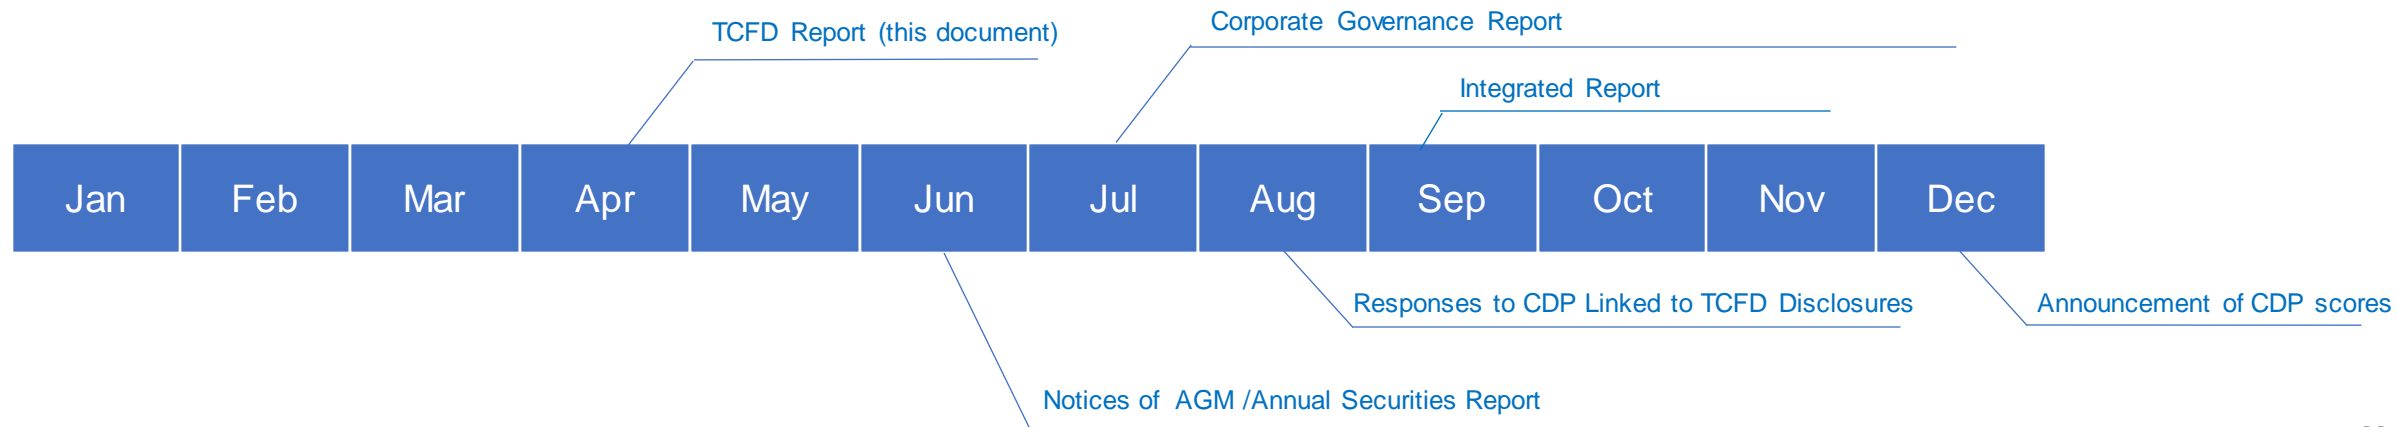 Corporate Governance Report
TCFD Report (this document)
Integrated Report
Jan Feb Mar Apr May Jun Jul Aug Sep Oct Nov Dec
Responses to CDP Linked to TCFD Disclosures
Announcement of CDP scores
Notices of AGM /Annual Securities Report